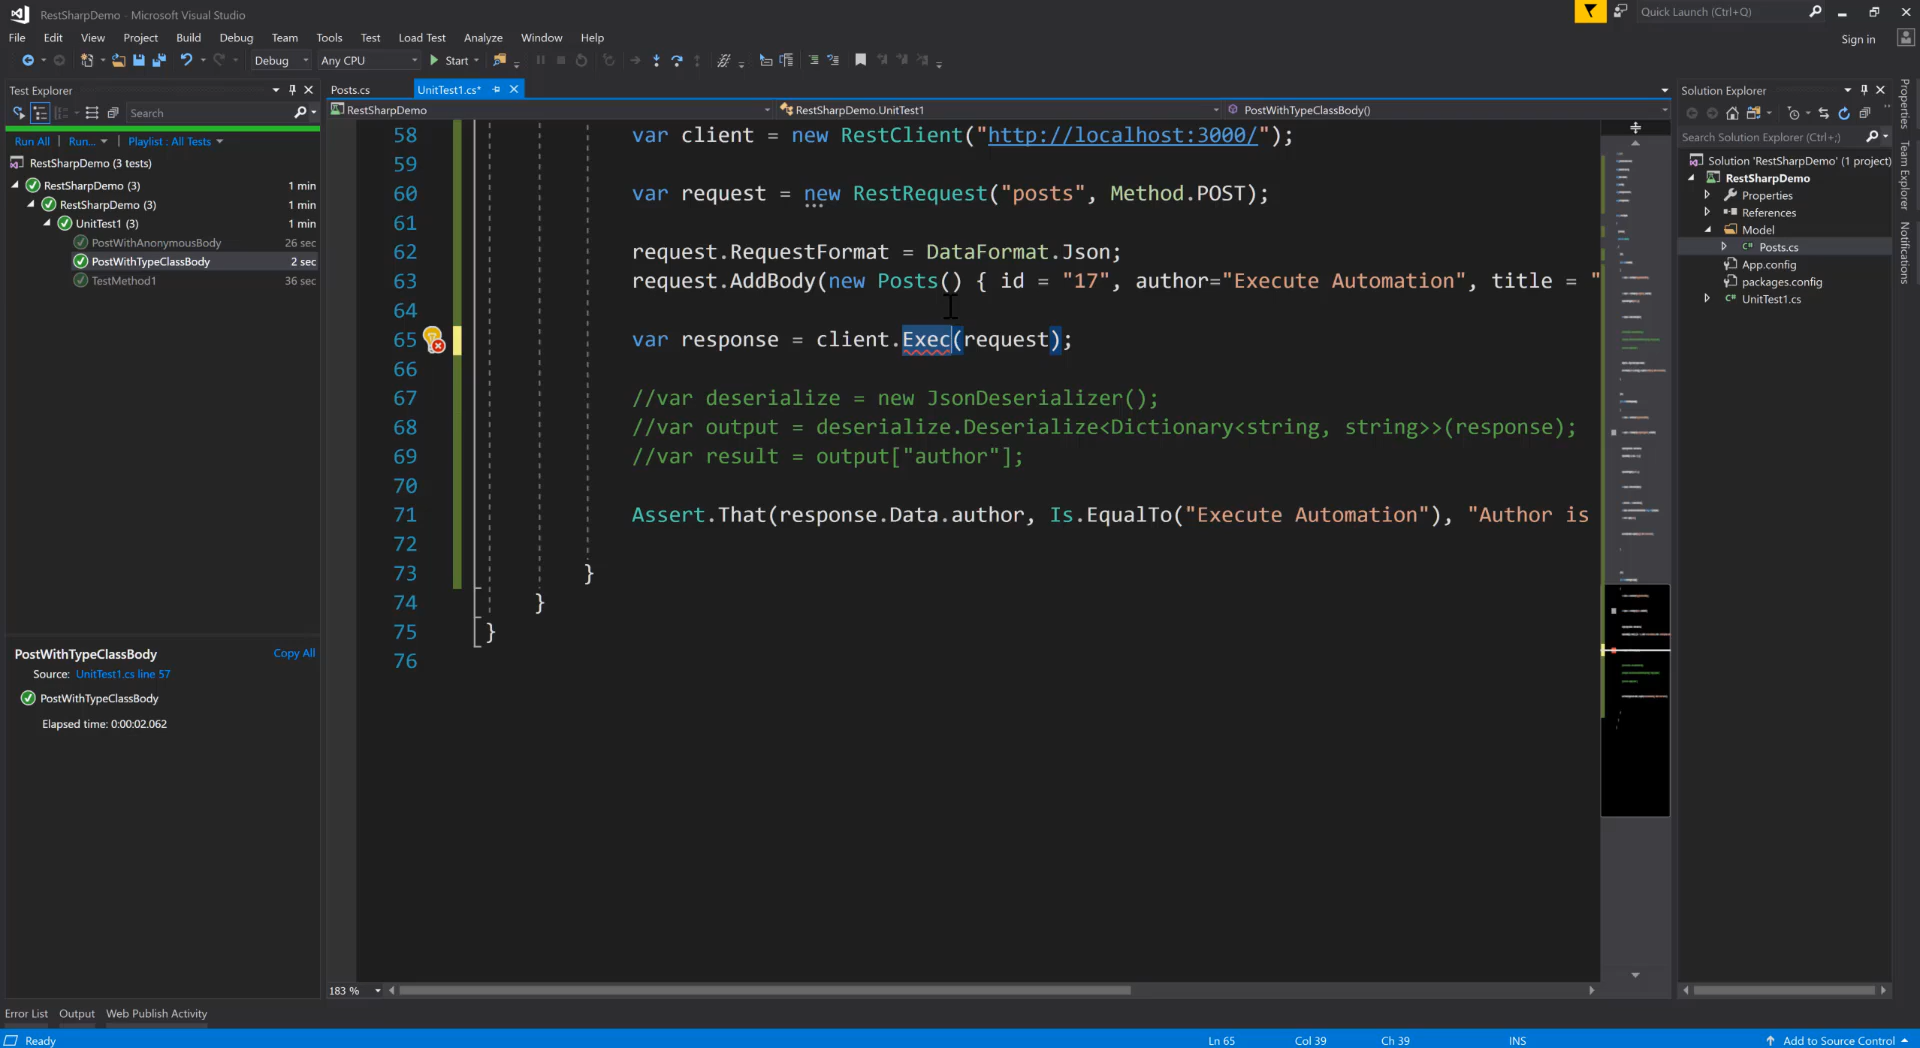 RestSharpDemo - Microsoft Visual Studio
Quick Launch (Ctrl+Q)
File Edit View Project Build Debug Team Tools Test Load Test Analyze Window Help
Sign in
Debug Any CPU Start
Test Explorer
Search
Run All | Run... Playlist : All Tests
RestSharpDemo (3 tests)
RestSharpDemo (3) 1 min
RestSharpDemo (3) 1 min
UnitTest1 (3) 1 min
PostWithAnonymousBody 26 sec
PostWithTypeClassBody 2 sec
TestMethod1 36 sec
PostWithTypeClassBody Copy All
Source: UnitTest1.cs line 57
PostWithTypeClassBody
Elapsed time: 0:00:02.062
Posts.cs UnitTest1.cs*
RestSharpDemo RestSharpDemo.UnitTest1 PostWithTypeClassBody()
58 var client = new RestClient("http://localhost:3000/");
59
60 var request = new RestRequest("posts", Method.POST);
61
62 request.RequestFormat = DataFormat.Json;
63 request.AddBody(new Posts() { id = "17", author="Execute Automation", title = "
64
65 var response = client.Exec(request);
66
67 //var deserialize = new JsonDeserializer();
68 //var output = deserialize.Deserialize<Dictionary<string, string>>(response);
69 //var result = output["author"];
70
71 Assert.That(response.Data.author, Is.EqualTo("Execute Automation"), "Author is
72
73 }
74 }
75 }
76
183 %
Solution Explorer
Search Solution Explorer (Ctrl+;)
Solution 'RestSharpDemo' (1 project)
RestSharpDemo
Properties
References
Model
C# Posts.cs
App.config
packages.config
C# UnitTest1.cs
Properties
Team Explorer
Notifications
Error List Output Web Publish Activity
Ready Ln 65 Col 39 Ch 39 INS Add to Source Control